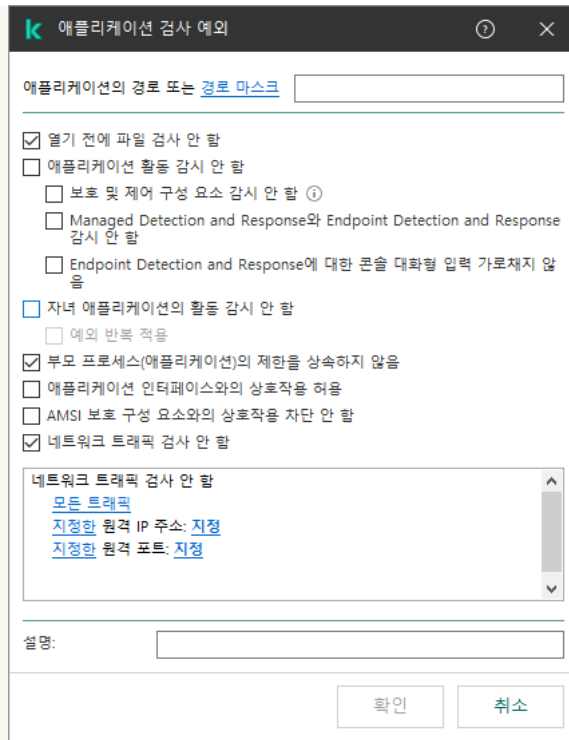 애플리케이션 검사 예외
애플리케이션의 경로 또는 경로 마스크
열기 전에 파일 검사 안 함
애플리케이션 활동 감시 안 함
보호 및 제어 구성 요소 감시 안 함
Managed Detection and Response와 Endpoint Detection and Response
감시 안 함
Endpoint Detection and Response에 대한 콘솔 대화형 입력 가로채지 않
음
자녀 애플리케이션의 활동 감시 안 함
예외 반복 적용
부모 프로세스(애플리케이션)의 제한을 상속하지 않음
애플리케이션 인터페이스와의 상호작용 허용
AMSI 보호 구성 요소와의 상호작용 차단 안 함
네트워크 트래픽 검사 안 함
네트워크 트래픽 검사 안 함
모든 트래픽
지정한 원격 IP 주소: 지정
지정한 원격 포트: 지정
설명:
확인 취소